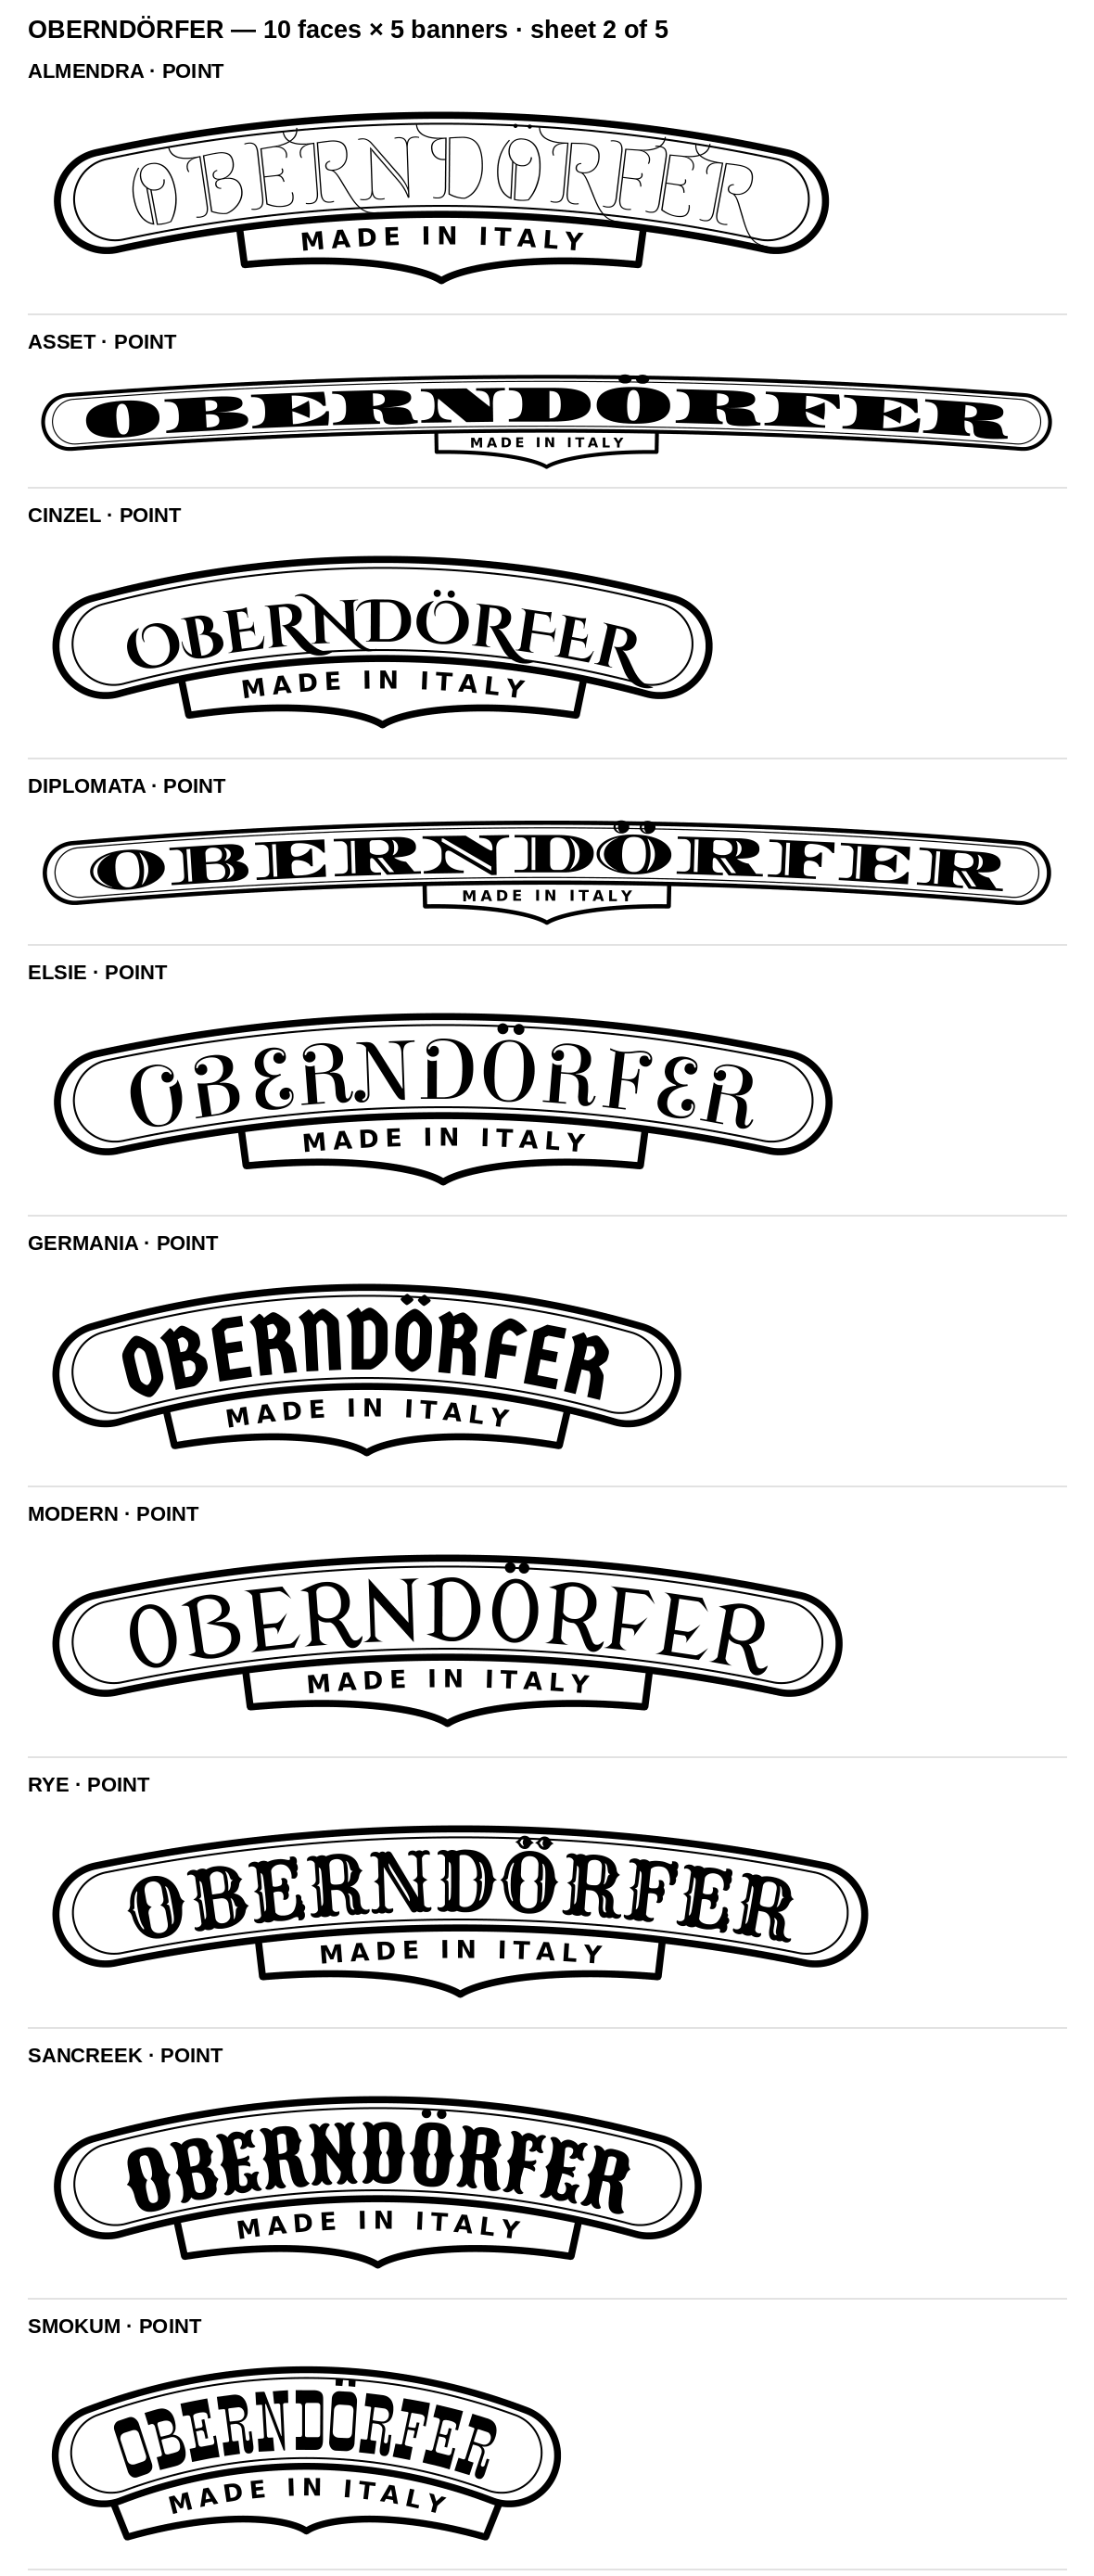 OBERNDÖRFER — 10 faces × 5 banners · sheet 2 of 5
ALMENDRA · POINT
OBERNDÖRFER
MADE IN ITALY
ASSET · POINT
OBERNDÖRFER
MADE IN ITALY
CINZEL · POINT
OBERNDÖRFER
MADE IN ITALY
DIPLOMATA · POINT
OBERNDÖRFER
MADE IN ITALY
ELSIE · POINT
OBERNDÖRFER
MADE IN ITALY
GERMANIA · POINT
OBERNDÖRFER
MADE IN ITALY
MODERN · POINT
OBERNDÖRFER
MADE IN ITALY
RYE · POINT
OBERNDÖRFER
MADE IN ITALY
SANCREEK · POINT
OBERNDÖRFER
MADE IN ITALY
SMOKUM · POINT
OBERNDÖRFER
MADE IN ITALY